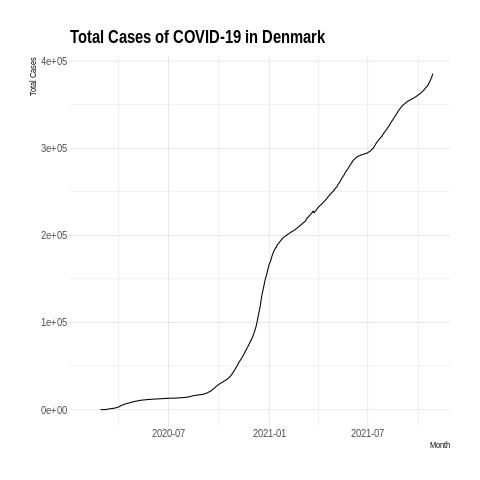 Total Cases of COVID-19 in Denmark
Total Cases
4e+05
3e+05
2e+05
1e+05
0e+00
2020-07 2021-01 2021-07
Month